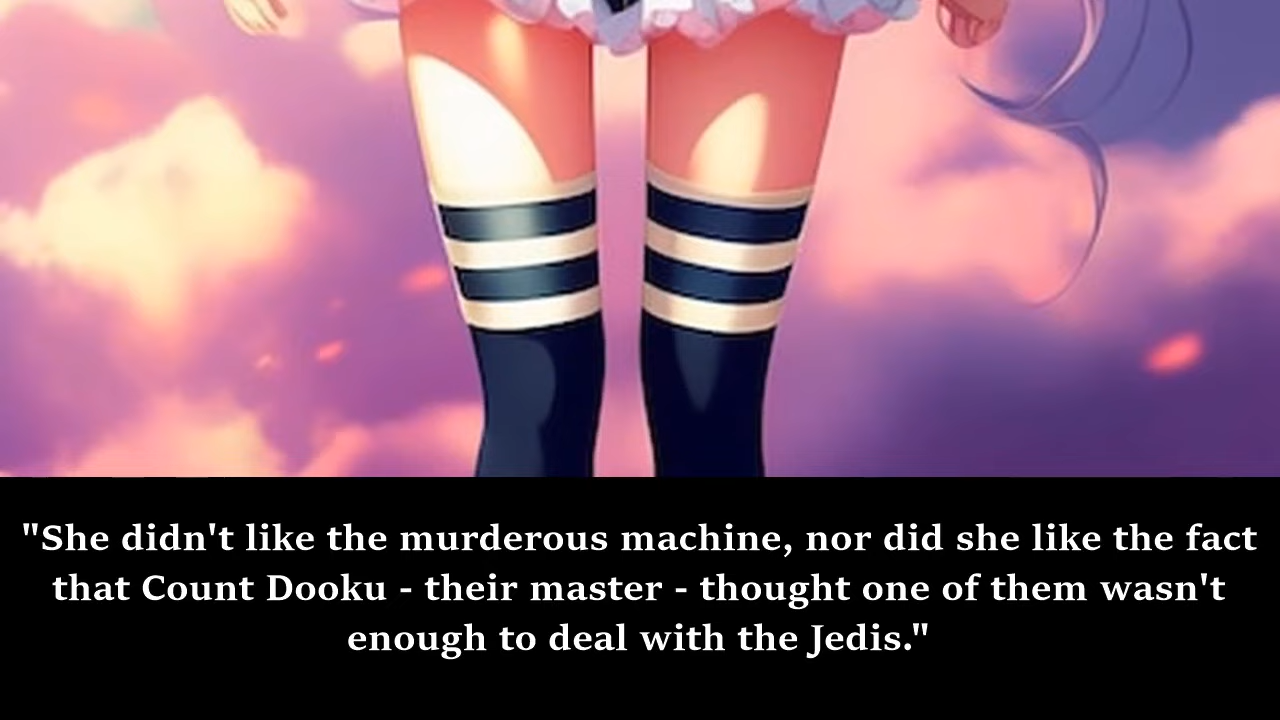 "She didn't like the murderous machine, nor did she like the fact
that Count Dooku - their master - thought one of them wasn't
enough to deal with the Jedis."